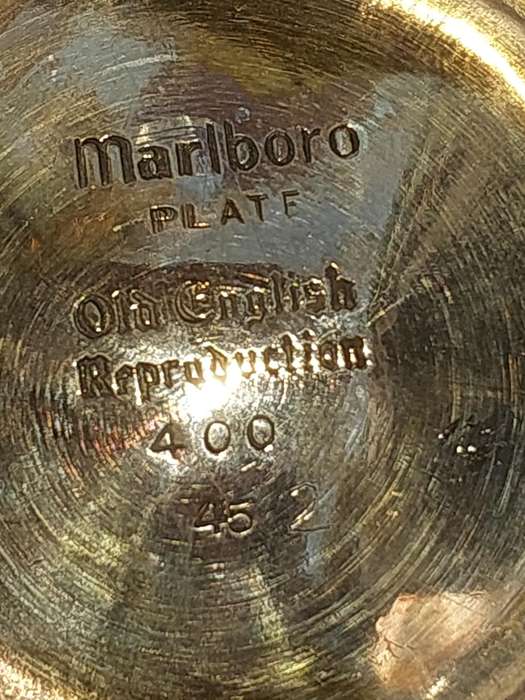 Marlboro
PLATE
Old English
Reproduction
400
45 2